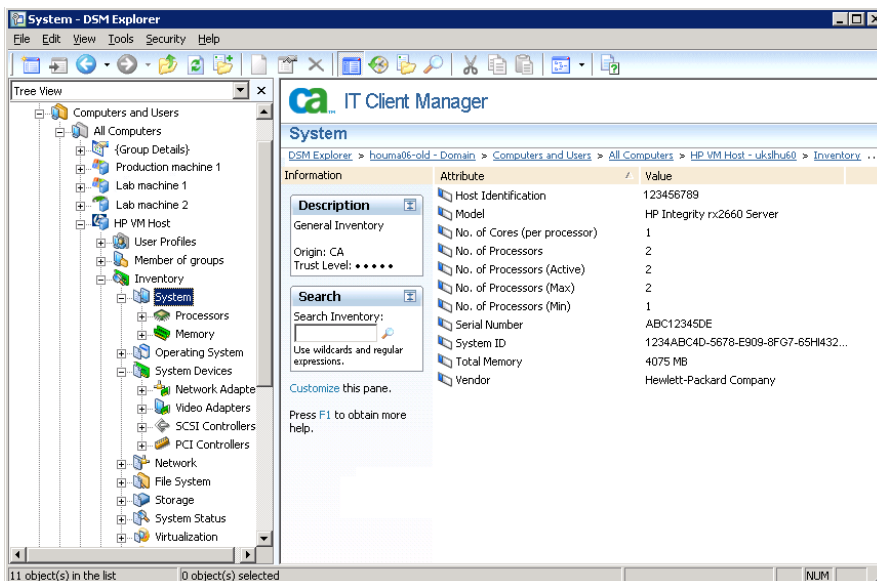 System - DSM Explorer
File Edit View Tools Security Help
Tree View
Computers and Users
All Computers
{Group Details}
Production machine 1
Lab machine 1
Lab machine 2
HP VM Host
User Profiles
Member of groups
Inventory
System
Processors
Memory
Operating System
System Devices
Network Adapte
Video Adapters
SCSI Controllers
PCI Controllers
Network
File System
Storage
System Status
Virtualization
ca IT Client Manager
System
DSM Explorer » houma06-old - Domain » Computers and Users » All Computers » HP VM Host - ukslhu60 » Inventory ..
Information
Description
General Inventory
Origin: CA
Trust Level: • • • • •
Search
Search Inventory:
Use wildcards and regular
expressions.
Customize this pane.
Press F1 to obtain more
help.
Attribute Value
Host Identification 123456789
Model HP Integrity rx2660 Server
No. of Cores (per processor) 1
No. of Processors 2
No. of Processors (Active) 2
No. of Processors (Max) 2
No. of Processors (Min) 1
Serial Number ABC12345DE
System ID 1234ABC4D-5678-E909-8FG7-65HI432...
Total Memory 4075 MB
Vendor Hewlett-Packard Company
11 object(s) in the list 0 object(s) selected NUM